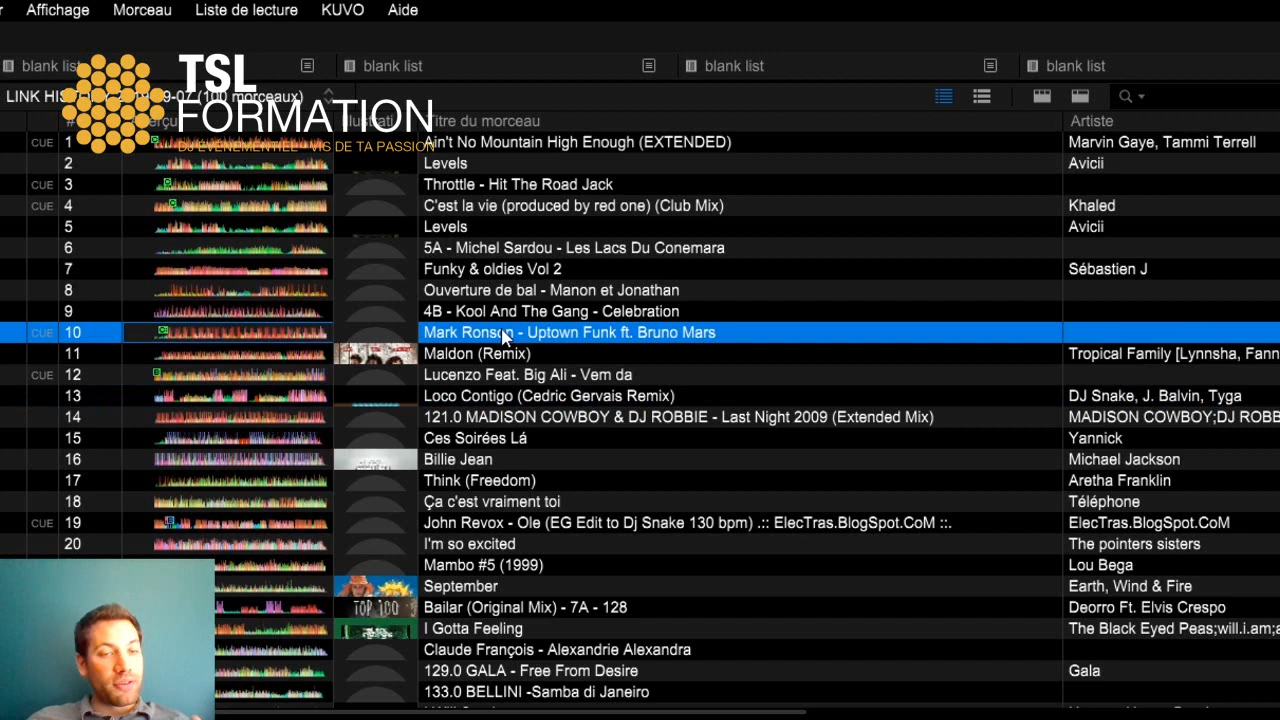 Affichage Morceau Liste de lecture KUVO Aide
blank list blank list blank list blank list
TSL
FORMATION
DJ ÉVÉNEMENTIEL - VIS DE TA PASSION
(100 morceaux)
# Titre du morceau Artiste
CUE 1 Ain't No Mountain High Enough (EXTENDED) Marvin Gaye, Tammi Terrell
2 Levels Avicii
CUE 3 Throttle - Hit The Road Jack
CUE 4 C'est la vie (produced by red one) (Club Mix) Khaled
5 Levels Avicii
6 5A - Michel Sardou - Les Lacs Du Conemara
7 Funky & oldies Vol 2 Sébastien J
8 Ouverture de bal - Manon et Jonathan
9 4B - Kool And The Gang - Celebration
CUE 10 Mark Ronson - Uptown Funk ft. Bruno Mars
11 Maldon (Remix) Tropical Family [Lynnsha, Fann
CUE 12 Lucenzo Feat. Big Ali - Vem da
13 Loco Contigo (Cedric Gervais Remix) DJ Snake, J. Balvin, Tyga
14 121.0 MADISON COWBOY & DJ ROBBIE - Last Night 2009 (Extended Mix) MADISON COWBOY;DJ ROBB
15 Ces Soirées Lá Yannick
16 Billie Jean Michael Jackson
17 Think (Freedom) Aretha Franklin
18 Ça c'est vraiment toi Téléphone
CUE 19 John Revox - Ole (EG Edit to Dj Snake 130 bpm) .:: ElecTras.BlogSpot.CoM ::. ElecTras.BlogSpot.CoM
20 I'm so excited The pointers sisters
Mambo #5 (1999) Lou Bega
September Earth, Wind & Fire
TOP 100 Bailar (Original Mix) - 7A - 128 Deorro Ft. Elvis Crespo
I Gotta Feeling The Black Eyed Peas;will.i.am;a
Claude François - Alexandrie Alexandra
129.0 GALA - Free From Desire Gala
133.0 BELLINI -Samba di Janeiro